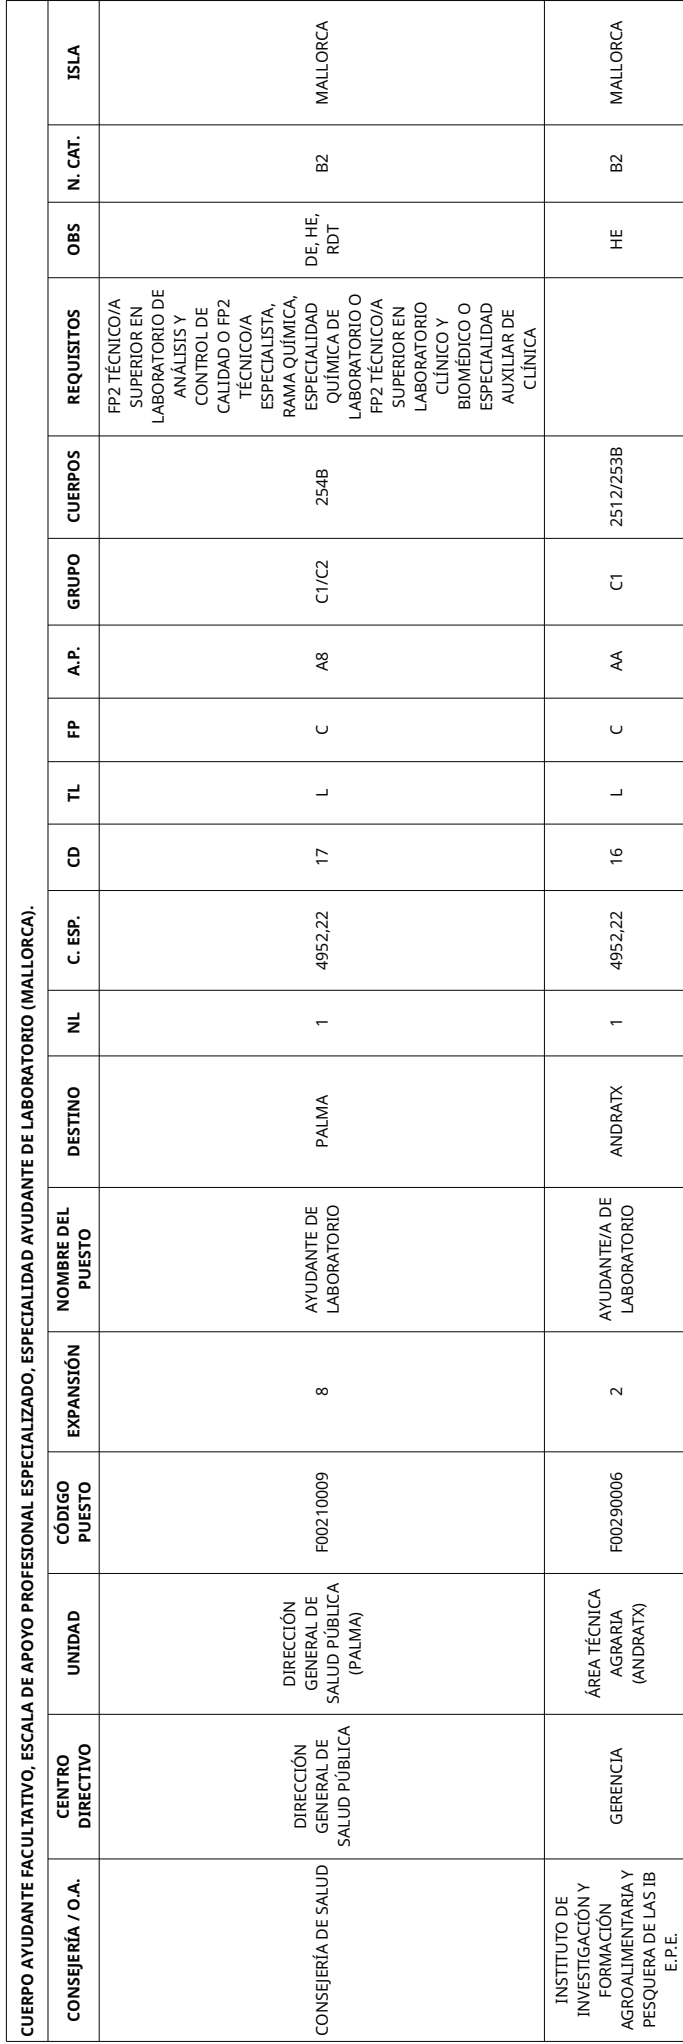 CUERPO AYUDANTE FACULTATIVO, ESCALA DE APOYO PROFESIONAL ESPECIALIZADO, ESPECIALIDAD AYUDANTE DE LABORATORIO (MALLORCA).
CONSEJERÍA / O.A.
CENTRO
DIRECTIVO
UNIDAD
CÓDIGO
PUESTO
EXPANSIÓN
NOMBRE DEL
PUESTO
DESTINO
NL
C. ESP.
CD
TL
FP
A.P.
GRUPO
CUERPOS
REQUISITOS
OBS
N. CAT.
ISLA
CONSEJERÍA DE SALUD
DIRECCIÓN
GENERAL DE
SALUD PÚBLICA
DIRECCIÓN
GENERAL DE
SALUD PÚBLICA
(PALMA)
F00210009
8
AYUDANTE DE
LABORATORIO
PALMA
1
4952,22
17
L
C
A8
C1/C2
254B
FP2 TÉCNICO/A
SUPERIOR EN
LABORATORIO DE
ANÁLISIS Y
CONTROL DE
CALIDAD O FP2
TÉCNICO/A
ESPECIALISTA,
RAMA QUÍMICA,
ESPECIALIDAD
QUÍMICA DE
LABORATORIO O
FP2 TÉCNICO/A
SUPERIOR EN
LABORATORIO
CLÍNICO Y
BIOMÉDICO O
ESPECIALIDAD
AUXILIAR DE
CLÍNICA
DE, HE,
RDT
B2
MALLORCA
INSTITUTO DE
INVESTIGACIÓN Y
FORMACIÓN
AGROALIMENTARIA Y
PESQUERA DE LAS IB
E.P.E.
GERENCIA
ÁREA TÉCNICA
AGRARIA
(ANDRATX)
F00290006
2
AYUDANTE/A DE
LABORATORIO
ANDRATX
1
4952,22
16
L
C
AA
C1
2512/253B
HE
B2
MALLORCA